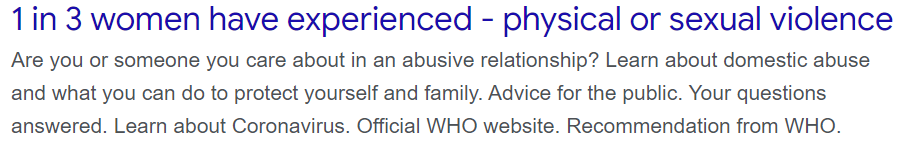 1 in 3 women have experienced - physical or sexual violence
Are you or someone you care about in an abusive relationship? Learn about domestic abuse
and what you can do to protect yourself and family. Advice for the public. Your questions
answered. Learn about Coronavirus. Official WHO website. Recommendation from WHO.